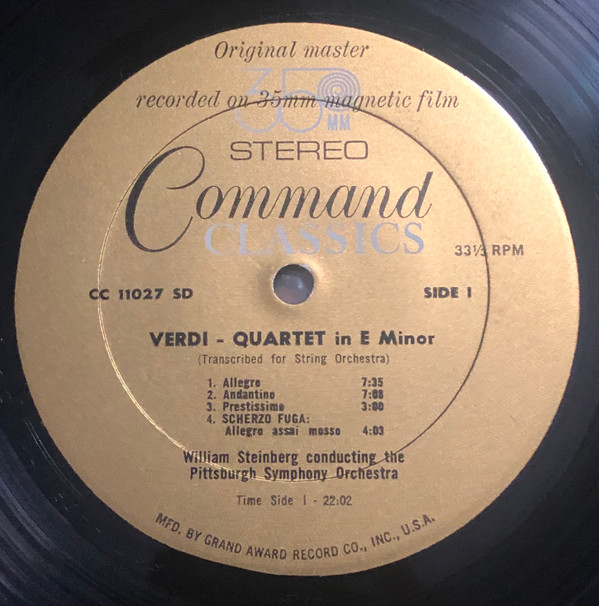 Original master
35 MM
recorded on 35mm magnetic film
STEREO
Command
CLASSICS
33⅓ RPM
CC 11027 SD
SIDE 1
VERDI - QUARTET in E Minor
(Transcribed for String Orchestra)
1. Allegro 7:35
2. Andantino 7:08
3. Prestissimo 3:00
4. SCHERZO FUGA:
Allegro assai mosso 4:03
William Steinberg conducting the
Pittsburgh Symphony Orchestra
Time Side 1 - 22:02
MFD. BY GRAND AWARD RECORD CO., INC., U.S.A.